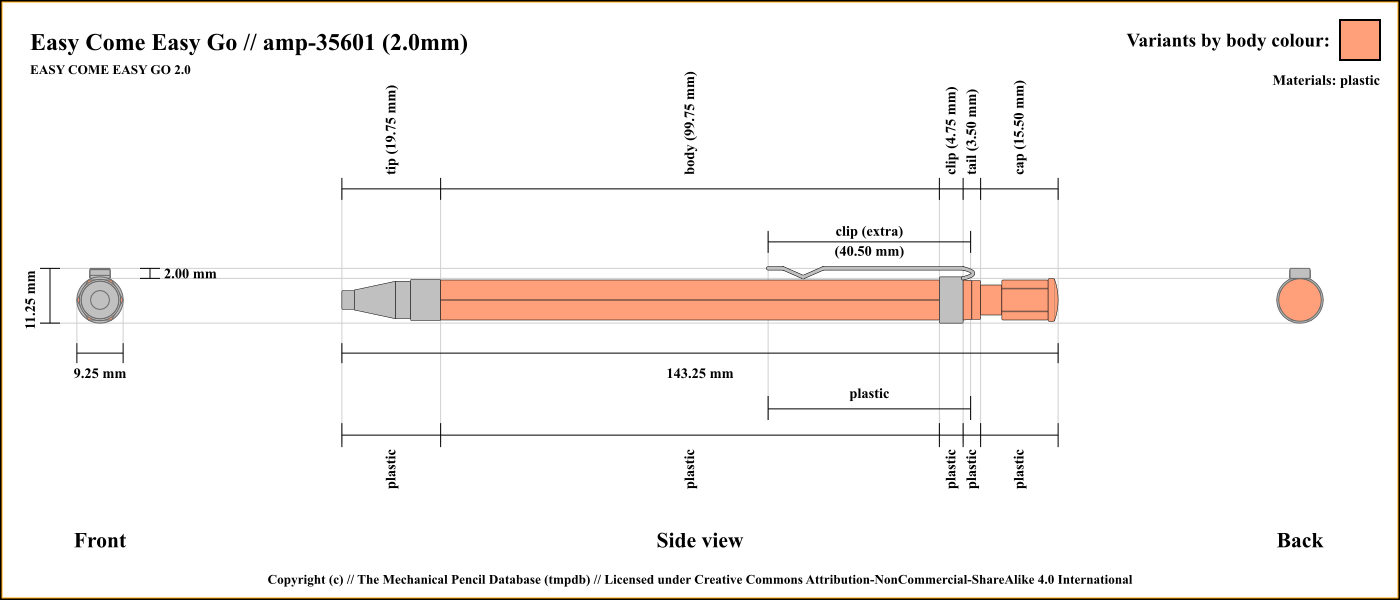 Easy Come Easy Go // amp-35601 (2.0mm)
EASY COME EASY GO 2.0
Variants by body colour:
Materials: plastic
tip (19.75 mm)
body (99.75 mm)
clip (4.75 mm)
tail (3.50 mm)
cap (15.50 mm)
clip (extra)
(40.50 mm)
2.00 mm
11.25 mm
9.25 mm
143.25 mm
plastic
plastic
plastic
plastic
plastic
plastic
Front
Side view
Back
Copyright (c) // The Mechanical Pencil Database (tmpdb) // Licensed under Creative Commons Attribution-NonCommercial-ShareAlike 4.0 International